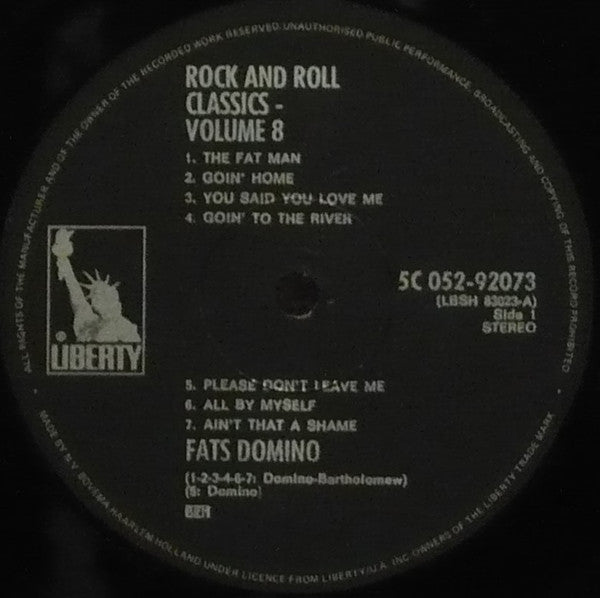 ALL RIGHTS OF THE MANUFACTURER AND OF THE OWNER OF THE RECORDED WORK RESERVED. UNAUTHORISED PUBLIC PERFORMANCE, BROADCASTING AND COPYING OF THIS RECORD PROHIBITED
ROCK AND ROLL
CLASSICS -
VOLUME 8
1. THE FAT MAN
2. GOIN' HOME
3. YOU SAID YOU LOVE ME
4. GOIN' TO THE RIVER
LIBERTY
5C 052-92073
(LBSH 83023-A)
Side 1
STEREO
5. PLEASE DON'T LEAVE ME
6. ALL BY MYSELF
7. AIN'T THAT A SHAME
FATS DOMINO
(1-2-3-4-6-7: Domino-Bartholomew)
(5: Domino)
MADE BY N.V. BOVEMA HAARLEM HOLLAND UNDER LICENCE FROM LIBERTY/U.A. INC. OWNERS OF THE LIBERTY TRADE MARK